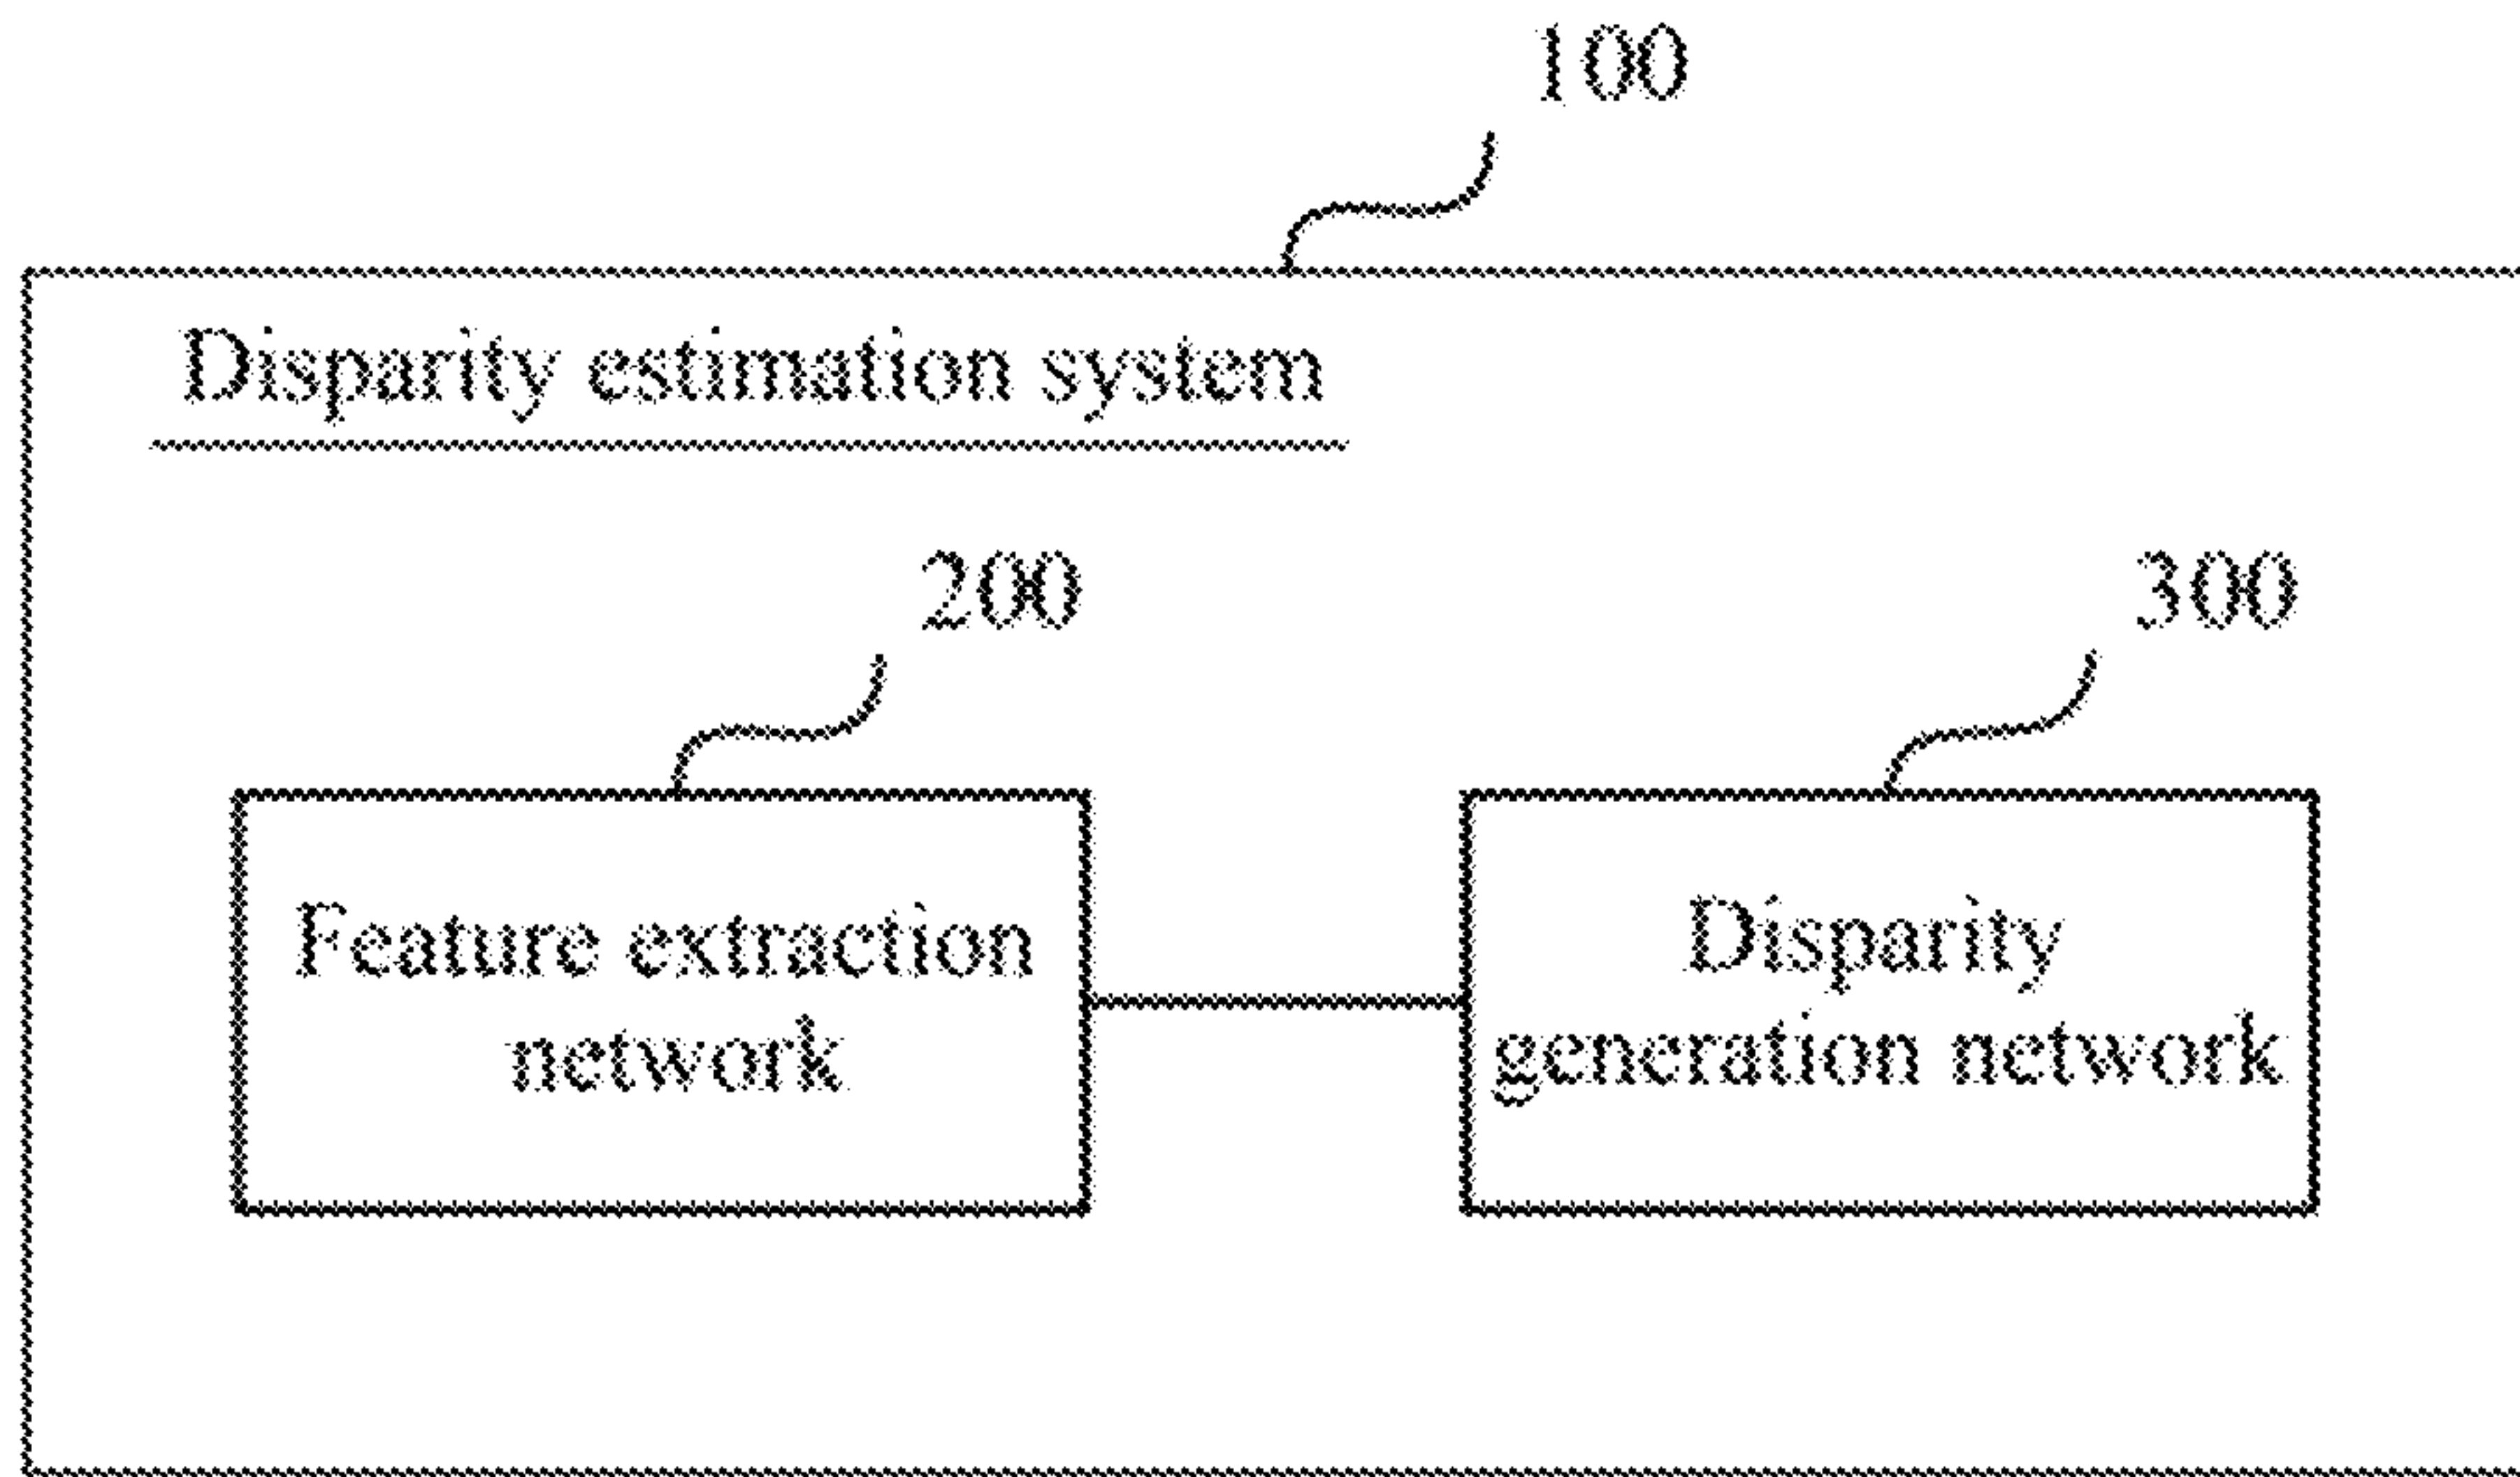 100
Disparity estimation system
200
300
Feature extraction
network
Disparity
generation network